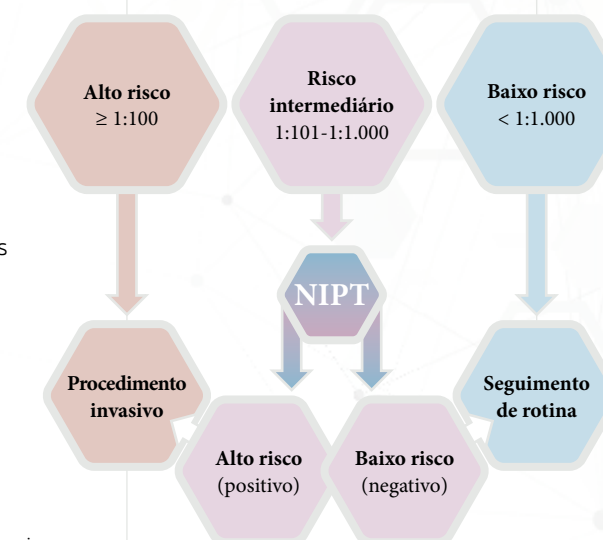 Alto risco
≥ 1:100
Risco
intermediário
1:101-1:1.000
Baixo risco
< 1:1.000
s
NIPT
Procedimento
invasivo
Seguimento
de rotina
Alto risco
(positivo)
Baixo risco
(negativo)